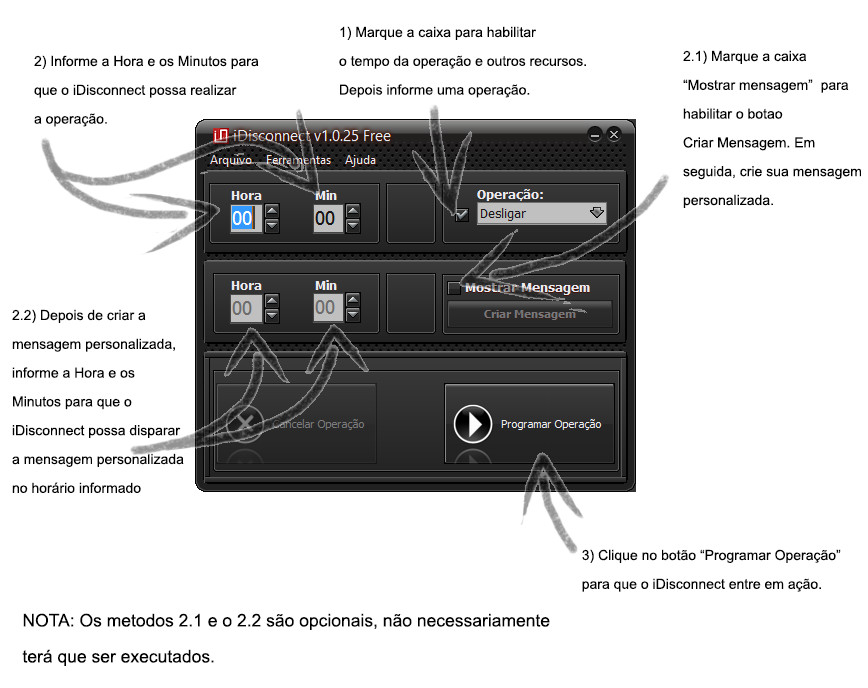 1) Marque a caixa para habilitar
o tempo da operação e outros recursos.
Depois informe uma operação.
2) Informe a Hora e os Minutos para
que o iDisconnect possa realizar
a operação.
2.1) Marque a caixa
“Mostrar mensagem” para
habilitar o botao
Criar Mensagem. Em
seguida, crie sua mensagem
personalizada.
iDisconnect v1.0.25 Free
Arquivo Ferramentas Ajuda
Hora Min Operação:
00 00 Desligar
Hora Min Mostrar Mensagem
00 00 Criar Mensagem
Cancelar Operação Programar Operação
2.2) Depois de criar a
mensagem personalizada,
informe a Hora e os
Minutos para que o
iDisconnect possa disparar
a mensagem personalizada
no horário informado
3) Clique no botão “Programar Operação”
para que o iDisconnect entre em ação.
NOTA: Os metodos 2.1 e o 2.2 são opcionais, não necessariamente
terá que ser executados.